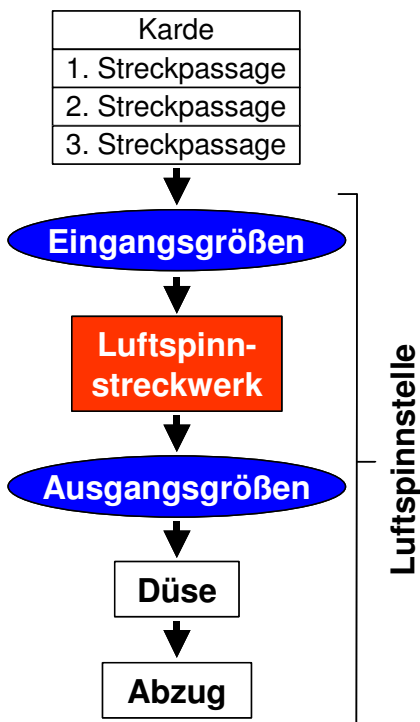 Karde
1. Streckpassage
2. Streckpassage
3. Streckpassage
Eingangsgrößen
Luftspinn-
streckwerk
Ausgangsgrößen
Düse
Abzug
Luftspinnstelle